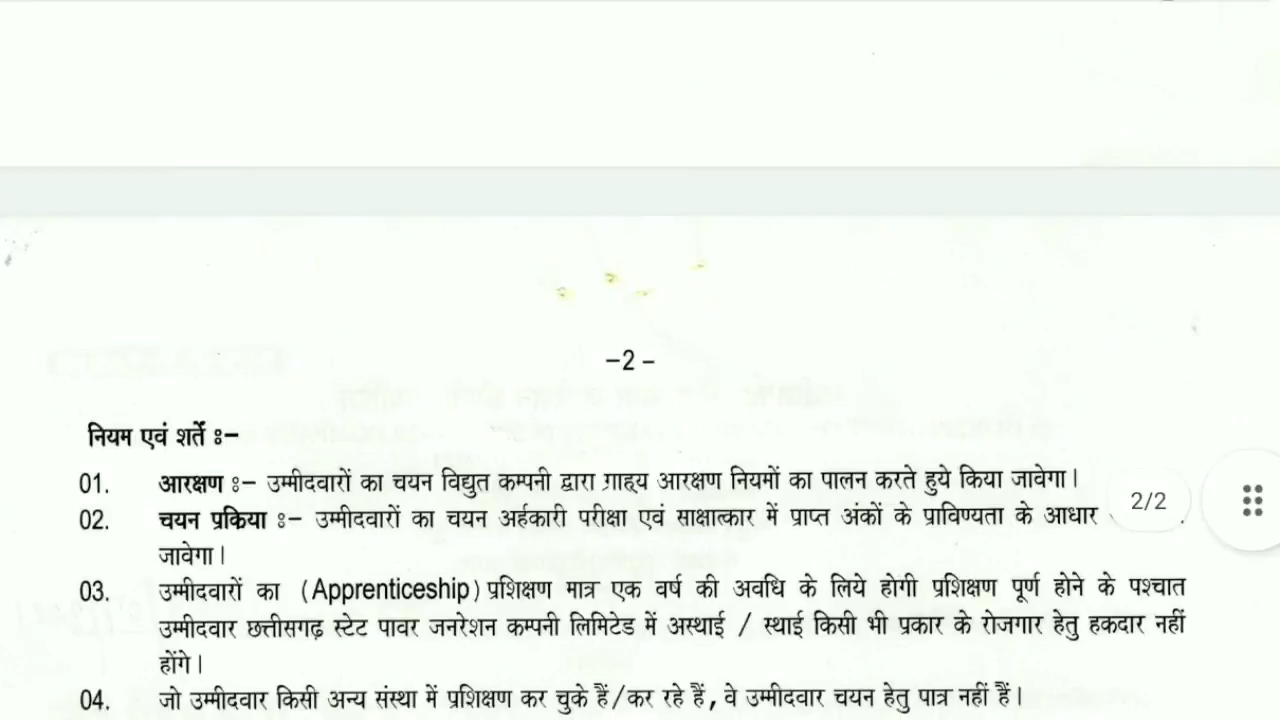 –2 –
नियम एवं शर्ते ः–
01. आरक्षण ः– उम्मीदवारों का चयन विद्युत कम्पनी द्वारा ग्राह्य आरक्षण नियमों का पालन करते हुये किया जावेगा।
02. चयन प्रकिया ः– उम्मीदवारों का चयन अर्हकारी परीक्षा एवं साक्षात्कार में प्राप्त अंकों के प्राविण्यता के आधार
2/2
जावेगा।
03. उम्मीदवारों का (Apprenticeship) प्रशिक्षण मात्र एक वर्ष की अवधि के लिये होगी प्रशिक्षण पूर्ण होने के पश्चात
उम्मीदवार छत्तीसगढ़ स्टेट पावर जनरेशन कम्पनी लिमिटेड में अस्थाई / स्थाई किसी भी प्रकार के रोजगार हेतु हकदार नहीं
होंगे।
04. जो उम्मीदवार किसी अन्य संस्था में प्रशिक्षण कर चुके हैं/कर रहे हैं, वे उम्मीदवार चयन हेतु पात्र नहीं हैं।